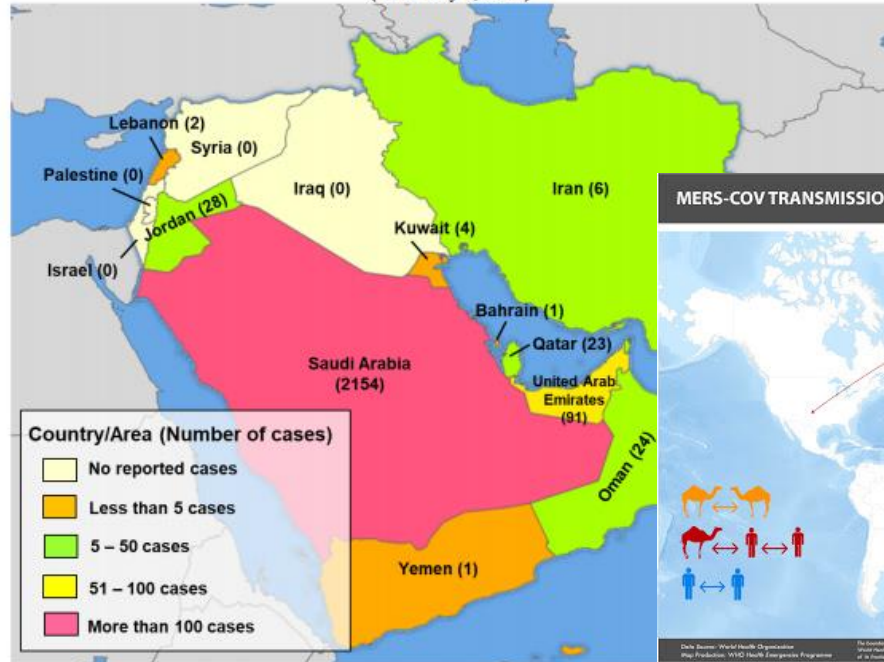 Lebanon (2)
Syria (0)
Palestine (0)
Iraq (0)
Iran (6)
Jordan (28)
Kuwait (4)
Israel (0)
Bahrain (1)
Qatar (23)
Saudi Arabia
(2154)
United Arab
Emirates
(91)
Oman (24)
Yemen (1)
Country/Area (Number of cases)
No reported cases
Less than 5 cases
5 – 50 cases
51 – 100 cases
More than 100 cases
MERS-COV TRANSMISSIO
Data Source: World Health Organization
Map Production: WHO Health Emergencies Programme